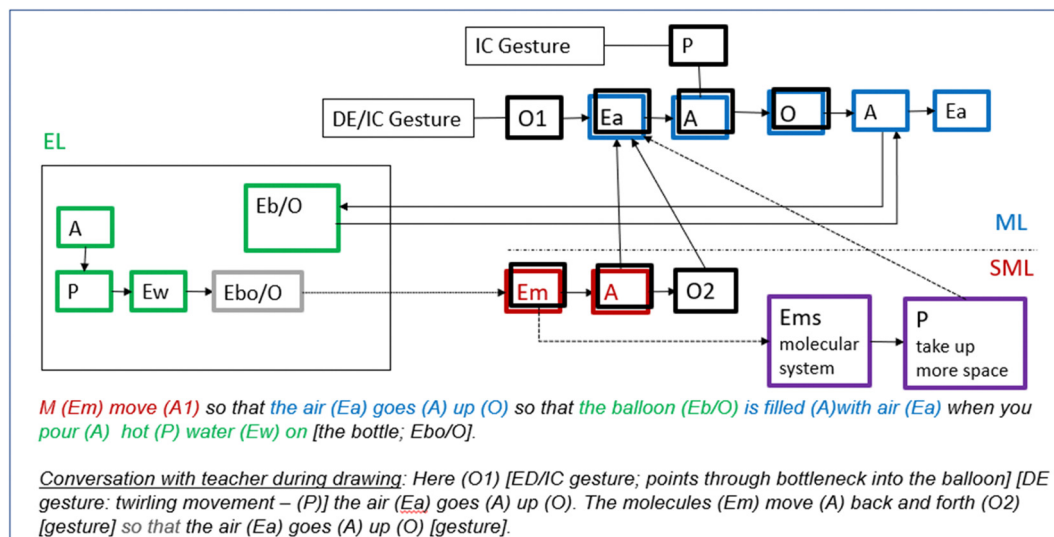 IC Gesture
P
DE/IC Gesture
O1
Ea
A
O
A
Ea
EL
Eb/O
A
ML
SML
P
Ew
Ebo/O
Em
A
O2
Ems
molecular
system
P
take up
more space
M (Em) move (A1) so that the air (Ea) goes (A) up (O) so that the balloon (Eb/O) is filled (A)with air (Ea) when you
pour (A) hot (P) water (Ew) on [the bottle; Ebo/O].
Conversation with teacher during drawing: Here (O1) [ED/IC gesture; points through bottleneck into the balloon] [DE
gesture: twirling movement – (P)] the air (Ea) goes (A) up (O). The molecules (Em) move (A) back and forth (O2)
[gesture] so that the air (Ea) goes (A) up (O) [gesture].